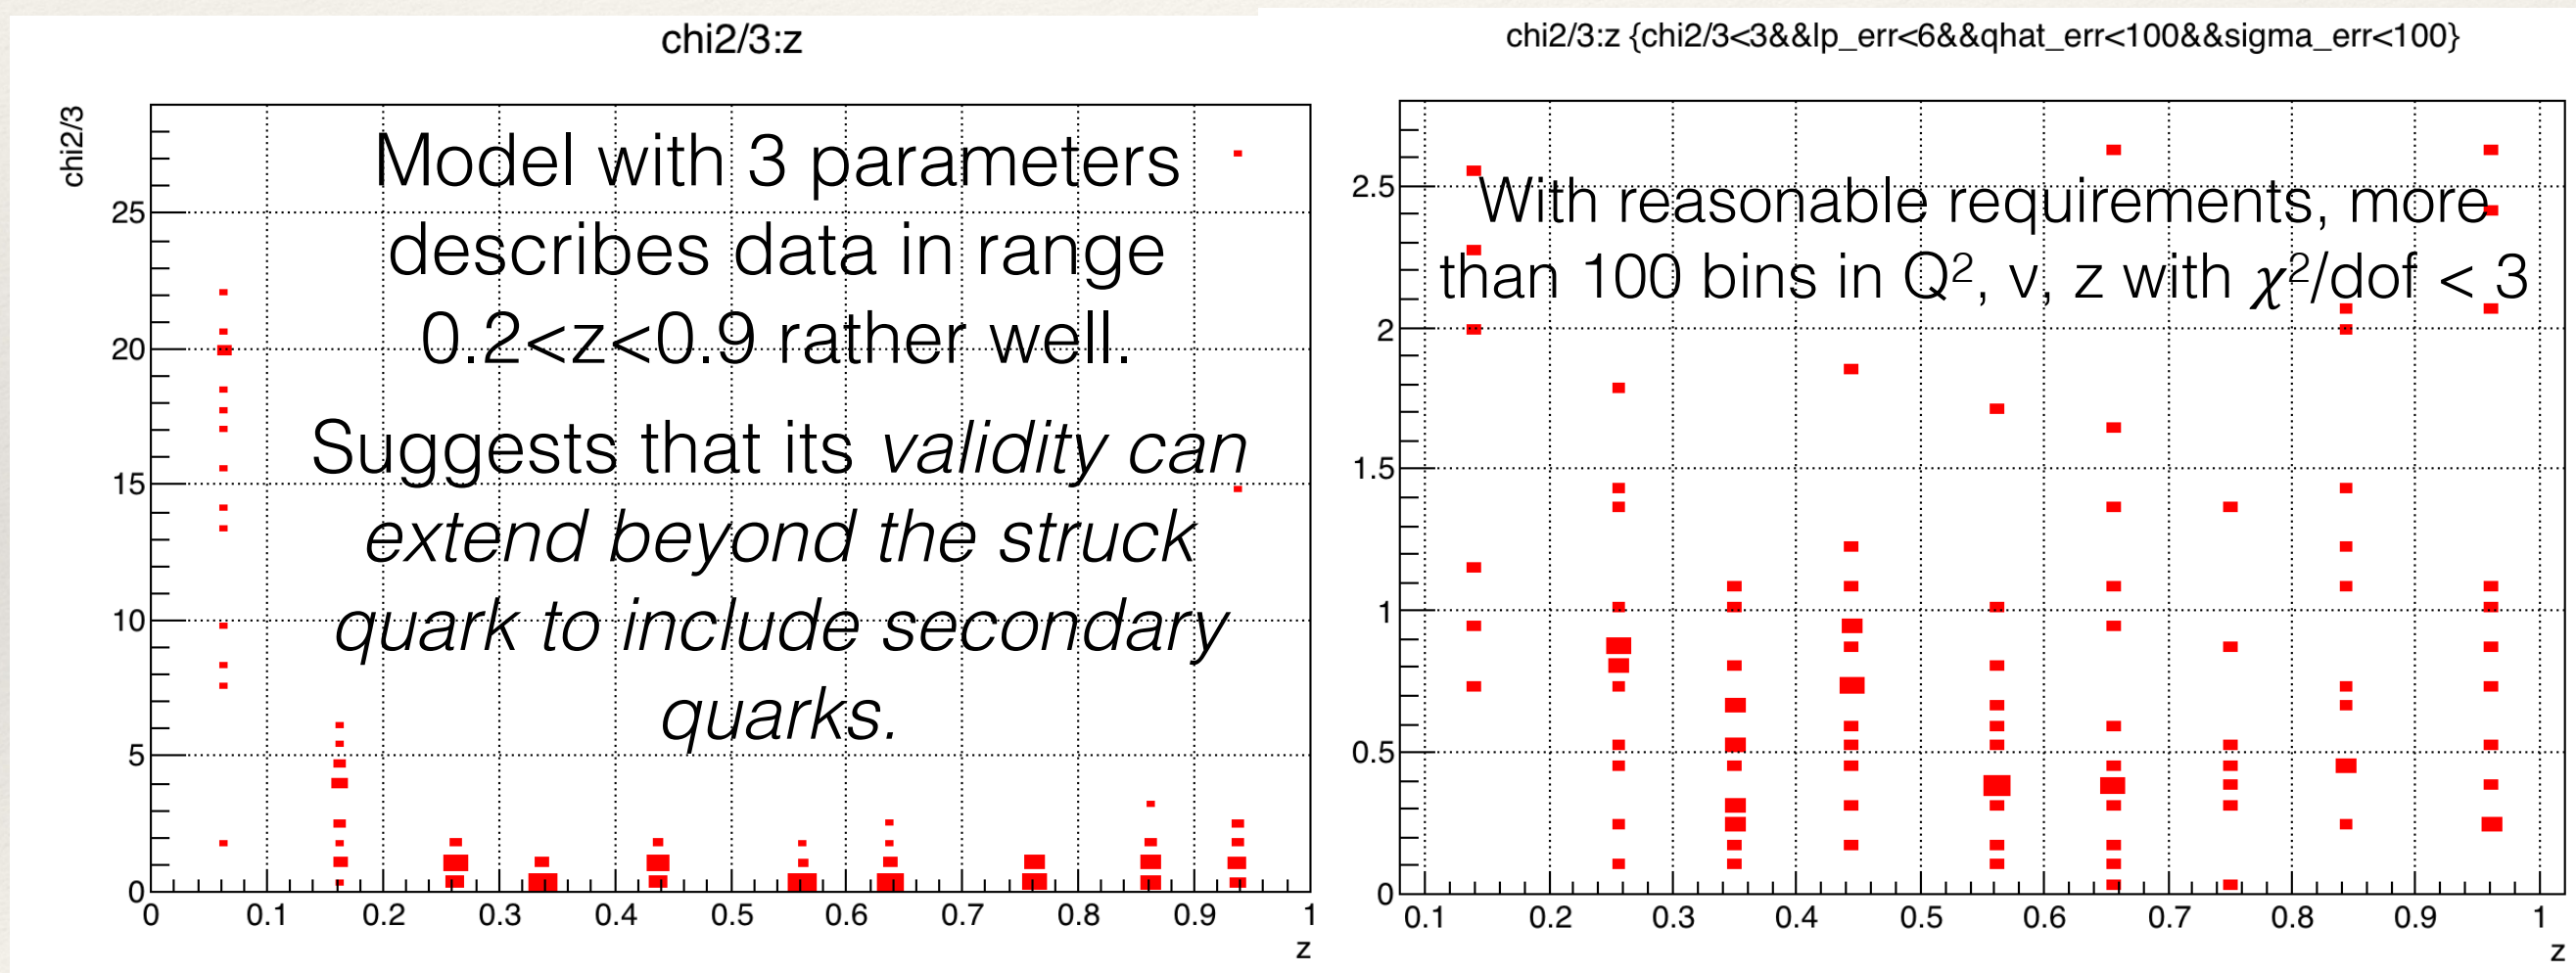 chi2/3:z
chi2/3
Model with 3 parameters
describes data in range
0.2<z<0.9 rather well.
Suggests that its validity can
extend beyond the struck
quark to include secondary
quarks.
25
20
15
10
5
0
0 0.1 0.2 0.3 0.4 0.5 0.6 0.7 0.8 0.9 1
z
chi2/3:z {chi2/3<3&&lp_err<6&&qhat_err<100&&sigma_err<100}
With reasonable requirements, more
than 100 bins in Q², ν, z with χ²/dof < 3
2.5
2
1.5
1
0.5
0
0.1 0.2 0.3 0.4 0.5 0.6 0.7 0.8 0.9 1
z